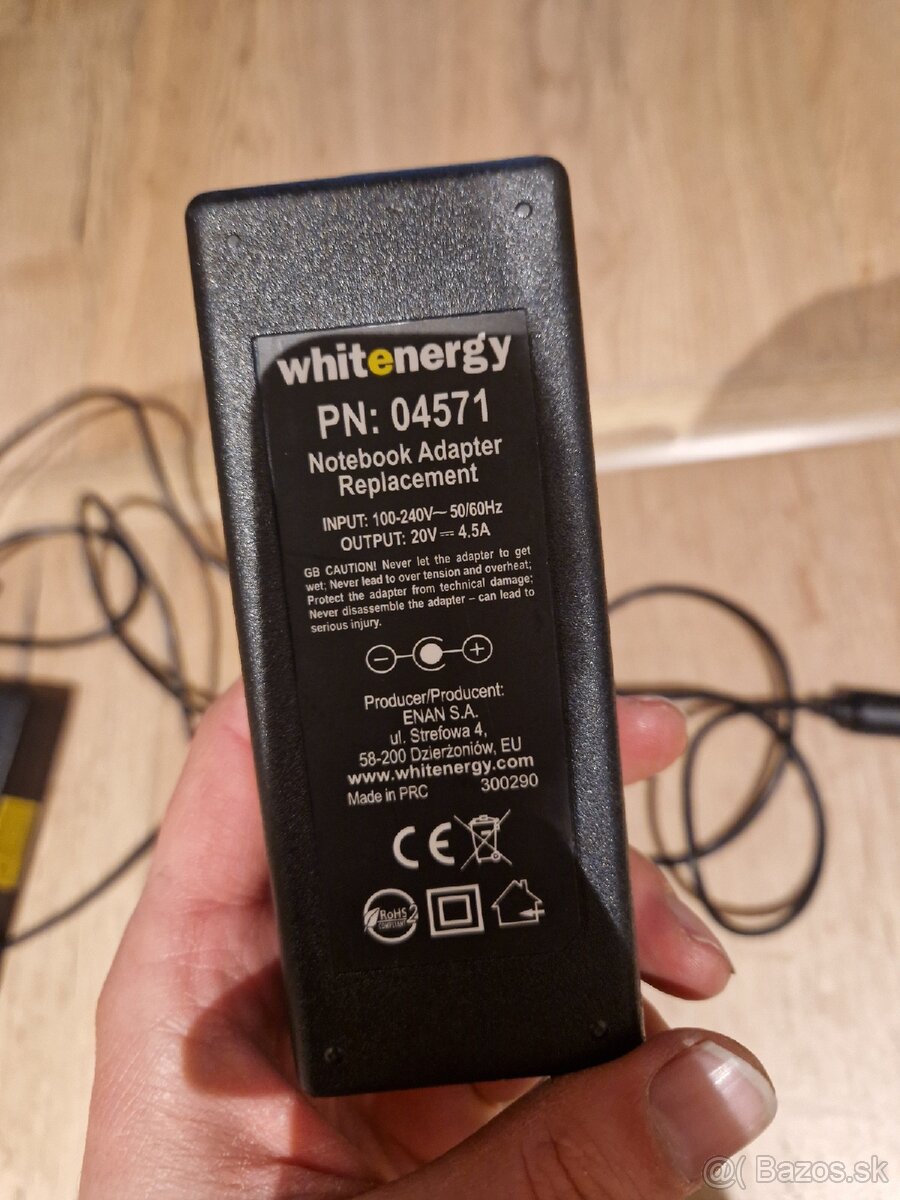 whitenergy
PN: 04571
Notebook Adapter
Replacement
INPUT: 100-240V~ 50/60Hz
OUTPUT: 20V⎓4.5A
GB CAUTION! Never let the adapter to get
wet; Never lead to over tension and overheat;
Protect the adapter from technical damage;
Never disassemble the adapter – can lead to
serious injury.
− +
Producer/Producent:
ENAN S.A.
ul. Strefowa 4,
58-200 Dzierżoniów, EU
www.whitenergy.com
Made in PRC 300290
CE
RoHS 2
COMPLIANT
@( Bazos.sk